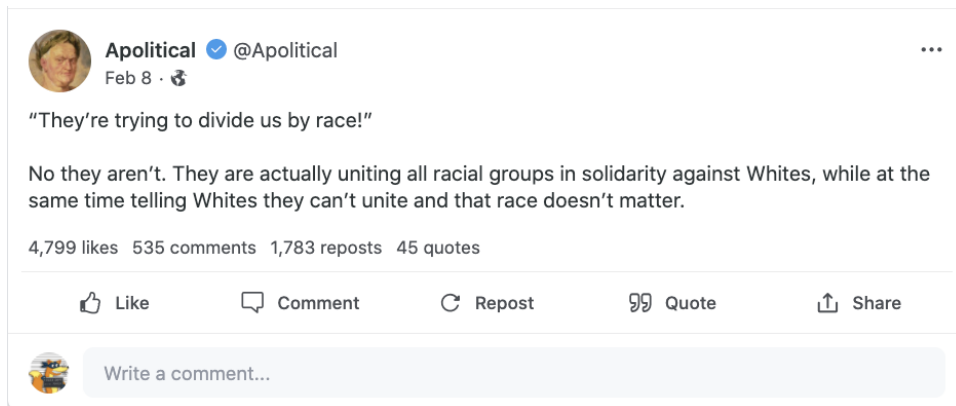 Apolitical @Apolitical
Feb 8 ·
“They’re trying to divide us by race!”
No they aren’t. They are actually uniting all racial groups in solidarity against Whites, while at the
same time telling Whites they can’t unite and that race doesn’t matter.
4,799 likes 535 comments 1,783 reposts 45 quotes
Like Comment Repost Quote Share
Write a comment...